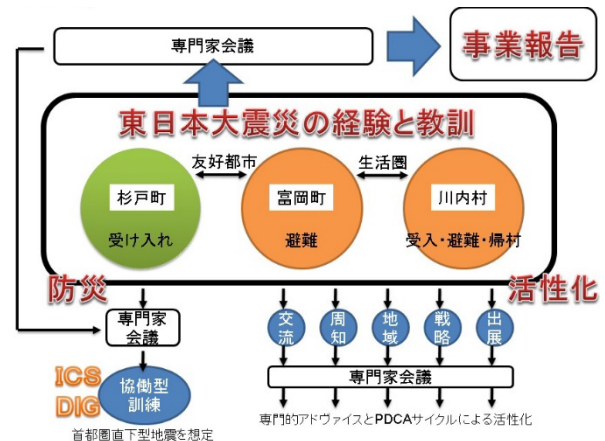 専門家会議
事業報告
東日本大震災の経験と教訓
友好都市
生活圏
杉戸町
富岡町
川内村
受け入れ
避難
受入・避難・帰村
防災
活性化
専門家
会議
交流
周知
地域
戦略
出展
専門家会議
ICS
DIG
協働型
訓練
専門的アドヴァイスとPDCAサイクルによる活性化
首都圏直下型地震を想定